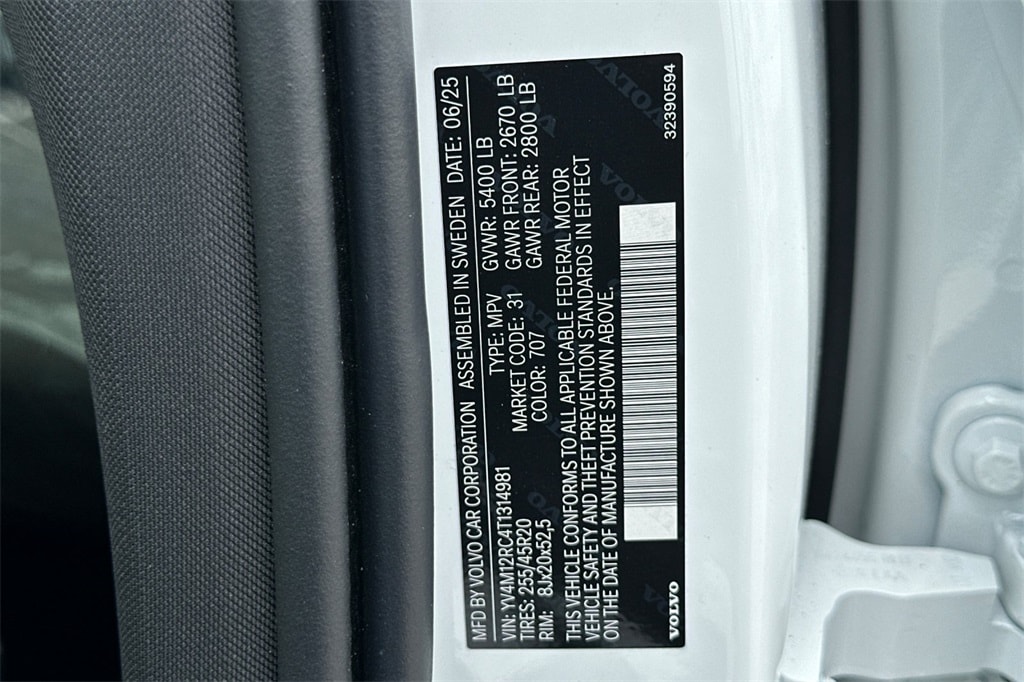 MFD BY VOLVO CAR CORPORATION ASSEMBLED IN SWEDEN DATE: 06/25
VIN: YV4M12RC4T1314981 TYPE: MPV GVWR: 5400 LB
TIRES: 255/45R20 MARKET CODE: 31 GAWR FRONT: 2670 LB
RIM: 8Jx20x52,5 COLOR: 707 GAWR REAR: 2800 LB
THIS VEHICLE CONFORMS TO ALL APPLICABLE FEDERAL MOTOR
VEHICLE SAFETY AND THEFT PREVENTION STANDARDS IN EFFECT
ON THE DATE OF MANUFACTURE SHOWN ABOVE.
VOLVO 32390594